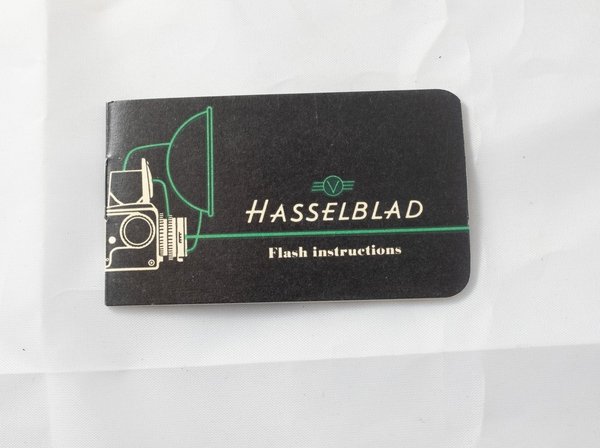 V
HASSELBLAD
Flash instructions